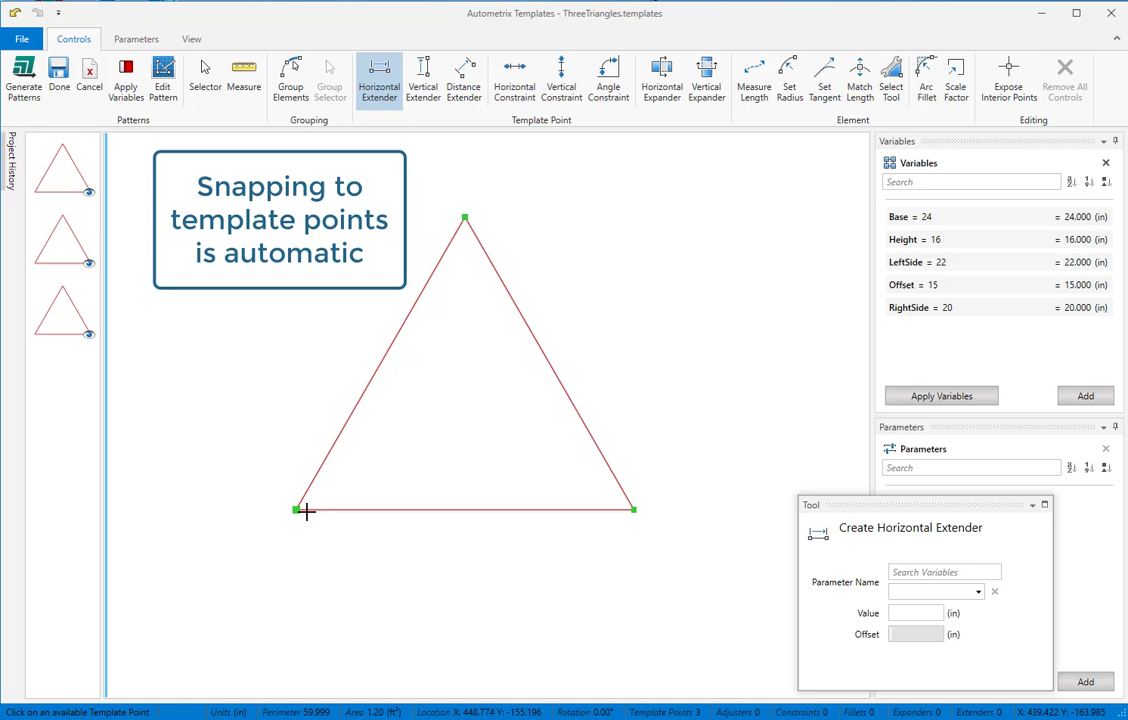 Autometrix Templates - ThreeTriangles.templates
File
Controls
Parameters
View
Generate Patterns
Done
Cancel
Apply Variables
Edit Pattern
Selector
Measure
Group Elements
Group Selector
Horizontal Extender
Vertical Extender
Distance Extender
Horizontal Constraint
Vertical Constraint
Angle Constraint
Horizontal Expander
Vertical Expander
Measure Length
Set Radius
Set Tangent
Match Length
Select Tool
Arc Fillet
Scale Factor
Expose Interior Points
Remove All Controls
Patterns
Grouping
Template Point
Element
Editing
Project History
Snapping to
template points
is automatic
Variables
Variables
Search
Base = 24 = 24.000 (in)
Height = 16 = 16.000 (in)
LeftSide = 22 = 22.000 (in)
Offset = 15 = 15.000 (in)
RightSide = 20 = 20.000 (in)
Apply Variables
Add
Parameters
Parameters
Search
Tool
Create Horizontal Extender
Search Variables
Parameter Name
Value (in)
Offset (in)
Add
Click on an available Template Point
Units (in)
Perimeter 59.999
Area 1.20 (ft²)
Location X: 448.774 Y: -155.196
Rotation 0.00°
Template Points 3
Adjusters 0
Constraints 0
Fillets 0
Expanders 0
Extenders 0
X: 439.422 Y: -163.985